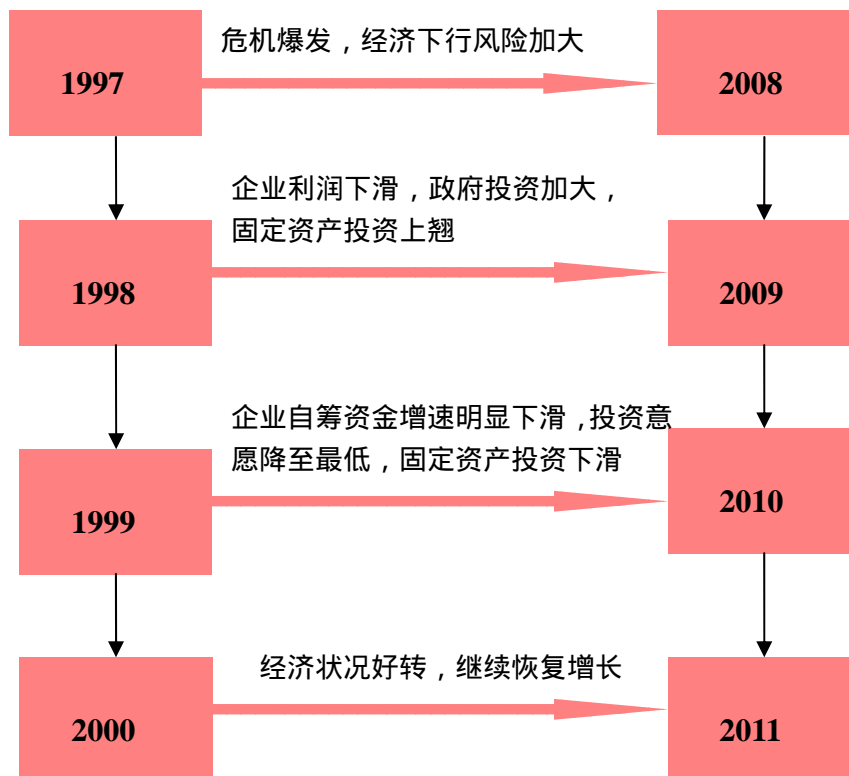 危机爆发，经济下行风险加大
1997
2008
企业利润下滑，政府投资加大，
固定资产投资上翘
1998
2009
企业自筹资金增速明显下滑，投资意
愿降至最低，固定资产投资下滑
1999
2010
经济状况好转，继续恢复增长
2000
2011